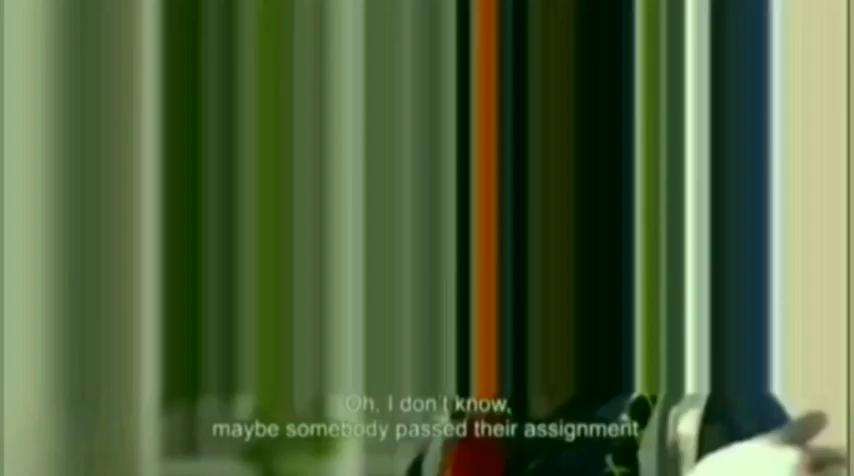 Oh, I don't know,
maybe somebody passed their assignment